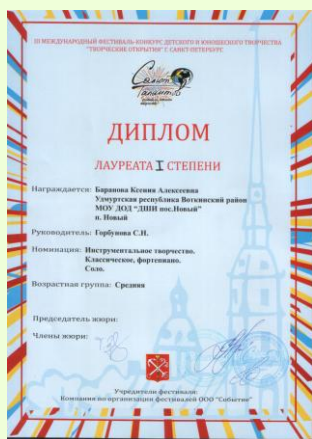 III МЕЖДУНАРОДНЫЙ ФЕСТИВАЛЬ-КОНКУРС ДЕТСКОГО И ЮНОШЕСКОГО ТВОРЧЕСТВА
"ТВОРЧЕСКИЕ ОТКРЫТИЯ" Г. САНКТ-ПЕТЕРБУРГ
Салют
Талантов
ДИПЛОМ
ЛАУРЕАТА I СТЕПЕНИ
Награждается: Баранова Ксения Алексеевна
Удмуртская республика Воткинский район
МОУ ДОД "ДШИ пос.Новый"
п. Новый
Руководитель: Горбунова С.Н.
Номинация: Инструментальное творчество.
Классическое, фортепиано.
Соло.
Возрастная группа: Средняя
Председатель жюри:
Члены жюри:
Учредители фестиваля:
Компания по организации фестивалей ООО "Событие"